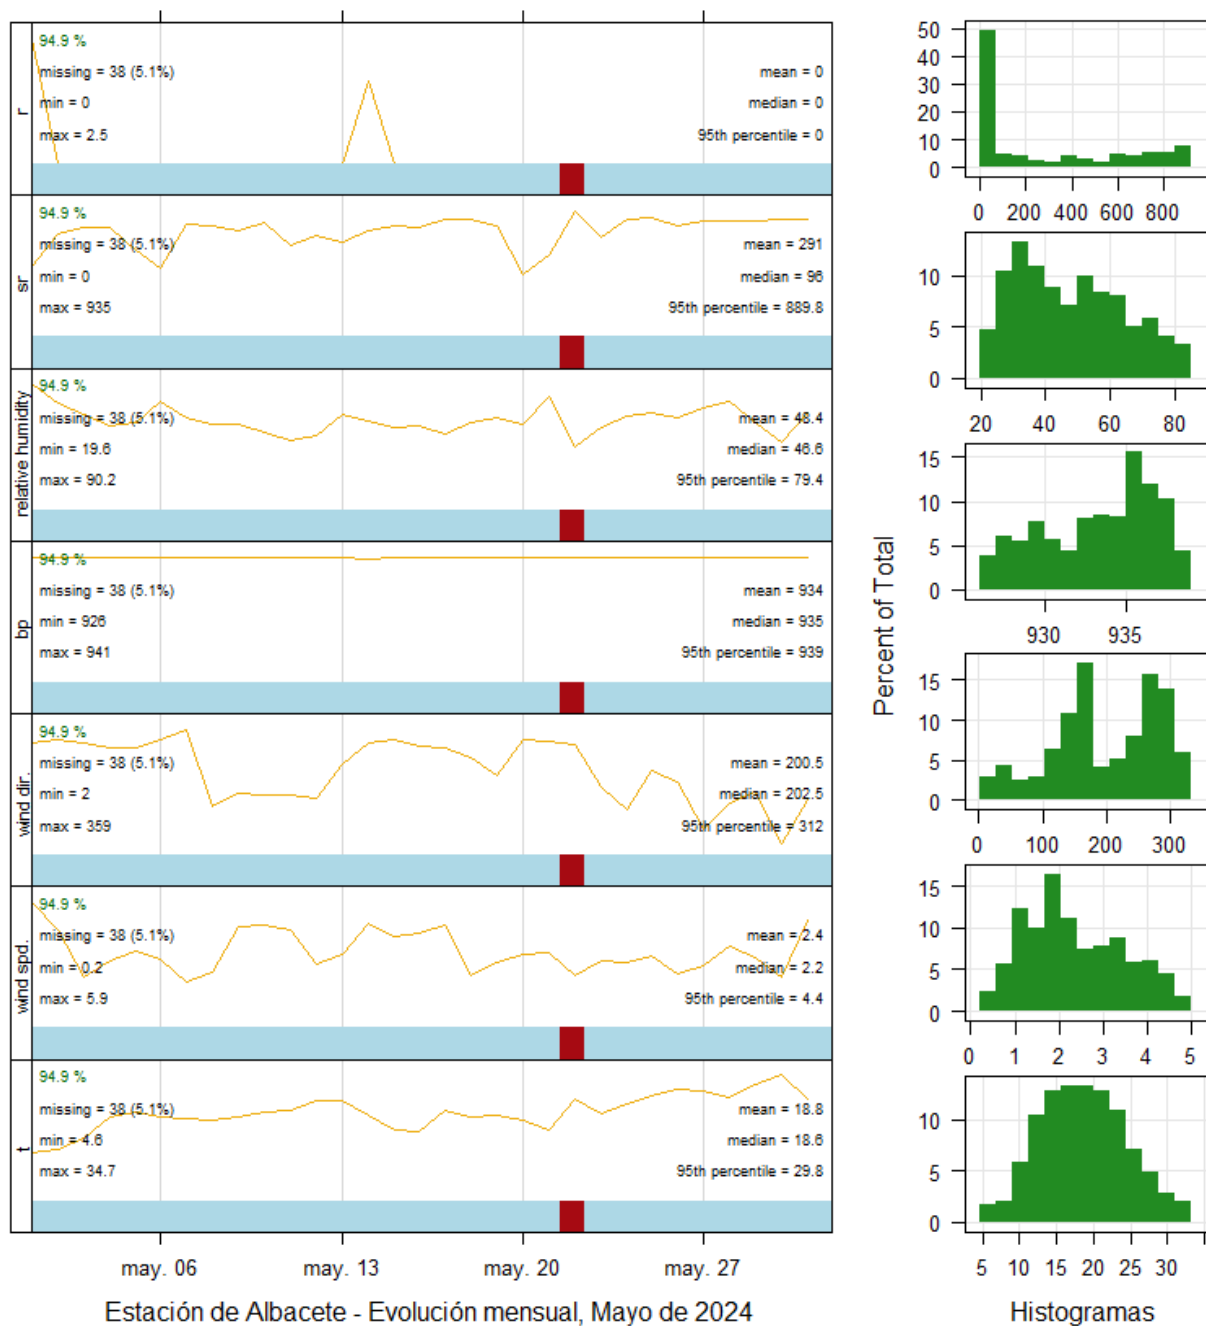 r
94.9 %
missing = 38 (5.1%)
min = 0
max = 2.5
mean = 0
median = 0
95th percentile = 0
sr
94.9 %
missing = 38 (5.1%)
min = 0
max = 935
mean = 291
median = 96
95th percentile = 889.8
relative humidity
94.9 %
missing = 38 (5.1%)
min = 19.6
max = 90.2
mean = 48.4
median = 46.6
95th percentile = 79.4
bp
94.9 %
missing = 38 (5.1%)
min = 926
max = 941
mean = 934
median = 935
95th percentile = 939
wind dir.
94.9 %
missing = 38 (5.1%)
min = 2
max = 359
mean = 200.5
median = 202.5
95th percentile = 312
wind spd.
94.9 %
missing = 38 (5.1%)
min = 0.2
max = 5.9
mean = 2.4
median = 2.2
95th percentile = 4.4
t
94.9 %
missing = 38 (5.1%)
min = 4.6
max = 34.7
mean = 18.8
median = 18.6
95th percentile = 29.8
may. 06 may. 13 may. 20 may. 27
Estación de Albacete - Evolución mensual, Mayo de 2024
Percent of Total
50
40
30
20
10
0
0 200 400 600 800
10
5
0
20 40 60 80
15
10
5
0
930 935
15
10
5
0
0 100 200 300
15
10
5
0
0 1 2 3 4 5
10
5
0
5 10 15 20 25 30
Histogramas